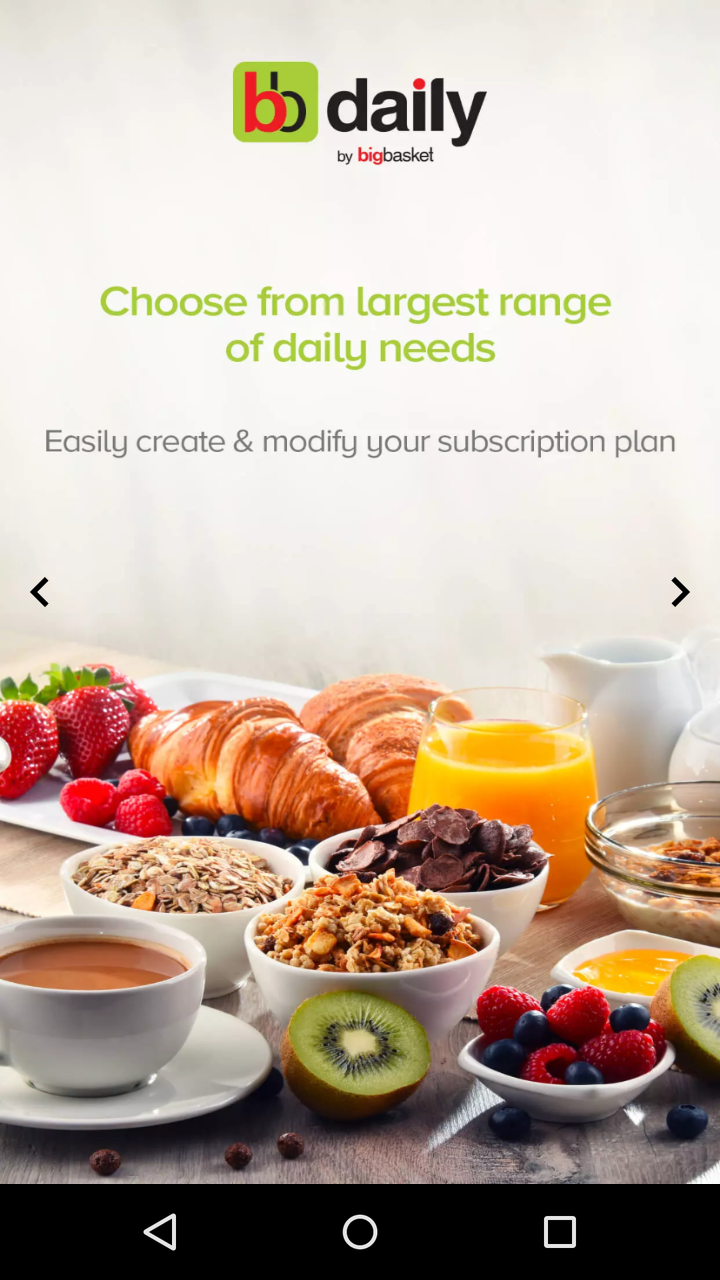 bb daily
by bigbasket
Choose from largest range
of daily needs
Easily create & modify your subscription plan